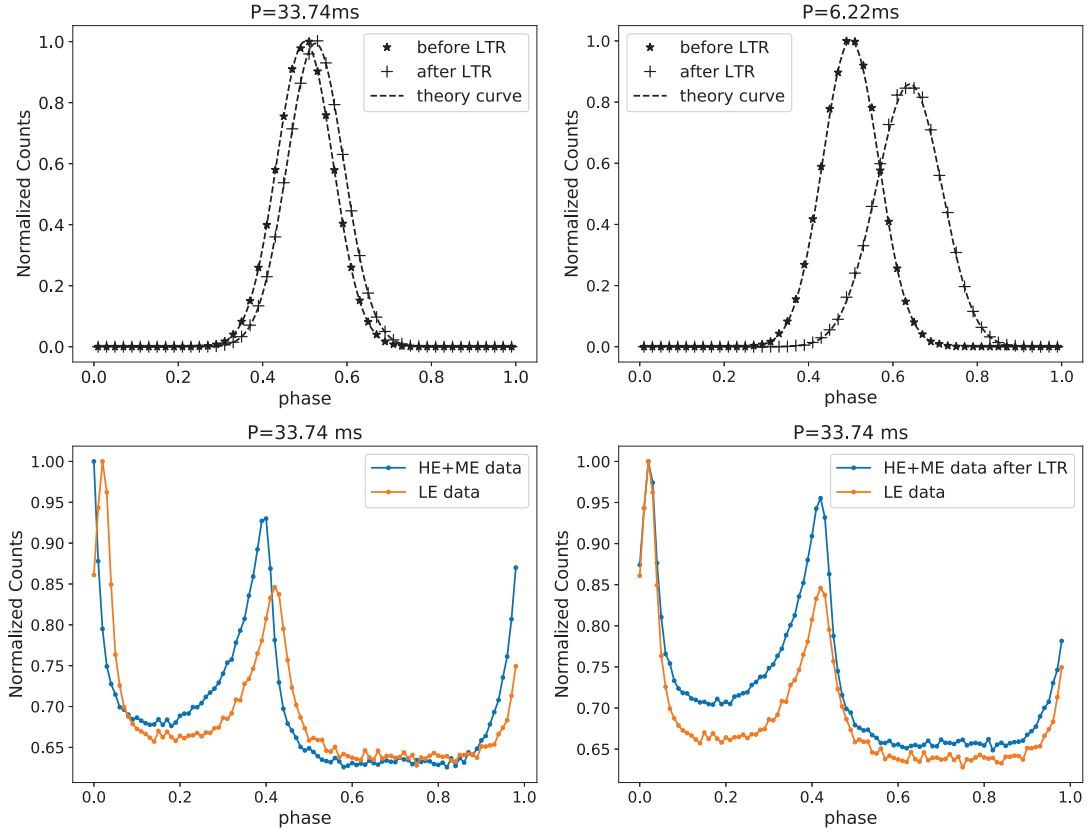 P=33.74ms
before LTR
after LTR
theory curve
Normalized Counts
1.0
0.8
0.6
0.4
0.2
0.0
0.0 0.2 0.4 0.6 0.8 1.0
phase
P=6.22ms
before LTR
after LTR
theory curve
Normalized Counts
1.0
0.8
0.6
0.4
0.2
0.0
0.0 0.2 0.4 0.6 0.8 1.0
phase
P=33.74 ms
HE+ME data
LE data
Normalized Counts
1.00
0.95
0.90
0.85
0.80
0.75
0.70
0.65
0.0 0.2 0.4 0.6 0.8 1.0
phase
P=33.74 ms
HE+ME data after LTR
LE data
Normalized Counts
1.00
0.95
0.90
0.85
0.80
0.75
0.70
0.65
0.0 0.2 0.4 0.6 0.8 1.0
phase